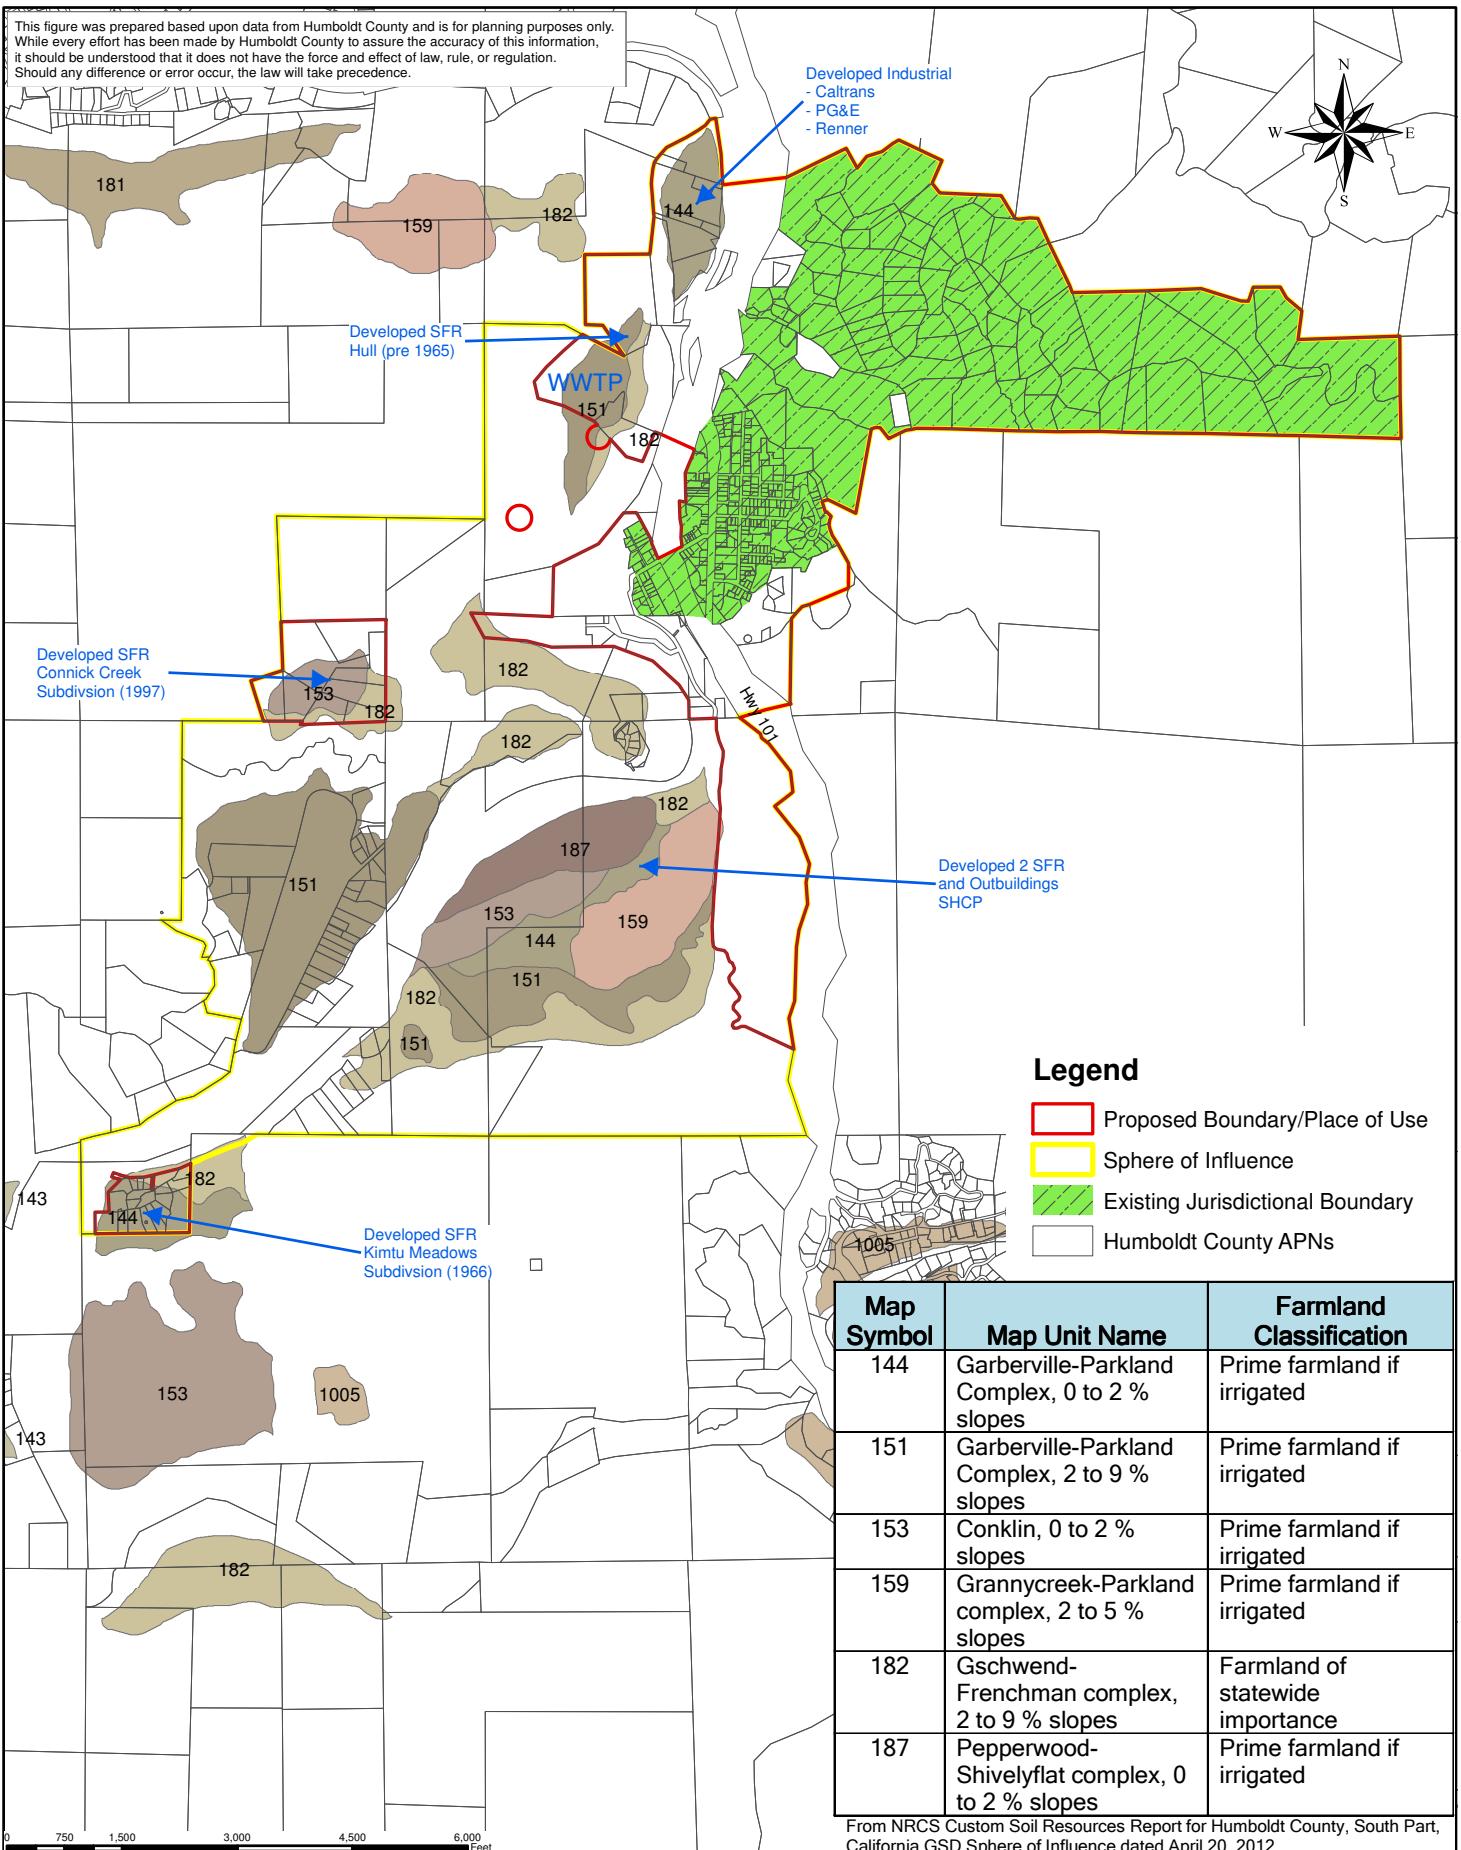 This figure was prepared based upon data from Humboldt County and is for planning purposes only.
While every effort has been made by Humboldt County to assure the accuracy of this information,
it should be understood that it does not have the force and effect of law, rule, or regulation.
Should any difference or error occur, the law will take precedence.
Developed Industrial
- Caltrans
- PG&E
- Renner
N
W
E
S
181
159
182
144
Developed SFR
Hull (pre 1965)
WWTP
151
182
Developed SFR
Connick Creek
Subdivsion (1997)
153
182
182
182
Hwy 101
182
187
151
153
159
144
151
182
151
Developed 2 SFR
and Outbuildings
SHCP
143
182
144
Developed SFR
Kimtu Meadows
Subdivsion (1966)
1005
153
1005
143
182
Legend
Proposed Boundary/Place of Use
Sphere of Influence
Existing Jurisdictional Boundary
Humboldt County APNs
Map Symbol
Map Unit Name
Farmland Classification
144
Garberville-Parkland
Complex, 0 to 2 %
slopes
Prime farmland if
irrigated
151
Garberville-Parkland
Complex, 2 to 9 %
slopes
Prime farmland if
irrigated
153
Conklin, 0 to 2 %
slopes
Prime farmland if
irrigated
159
Grannycreek-Parkland
complex, 2 to 5 %
slopes
Prime farmland if
irrigated
182
Gschwend-
Frenchman complex,
2 to 9 % slopes
Farmland of
statewide
importance
187
Pepperwood-
Shivelyflat complex, 0
to 2 % slopes
Prime farmland if
irrigated
From NRCS Custom Soil Resources Report for Humboldt County, South Part,
California GSD Sphere of Influence dated April 20, 2012
0 750 1,500 3,000 4,500 6,000
Feet